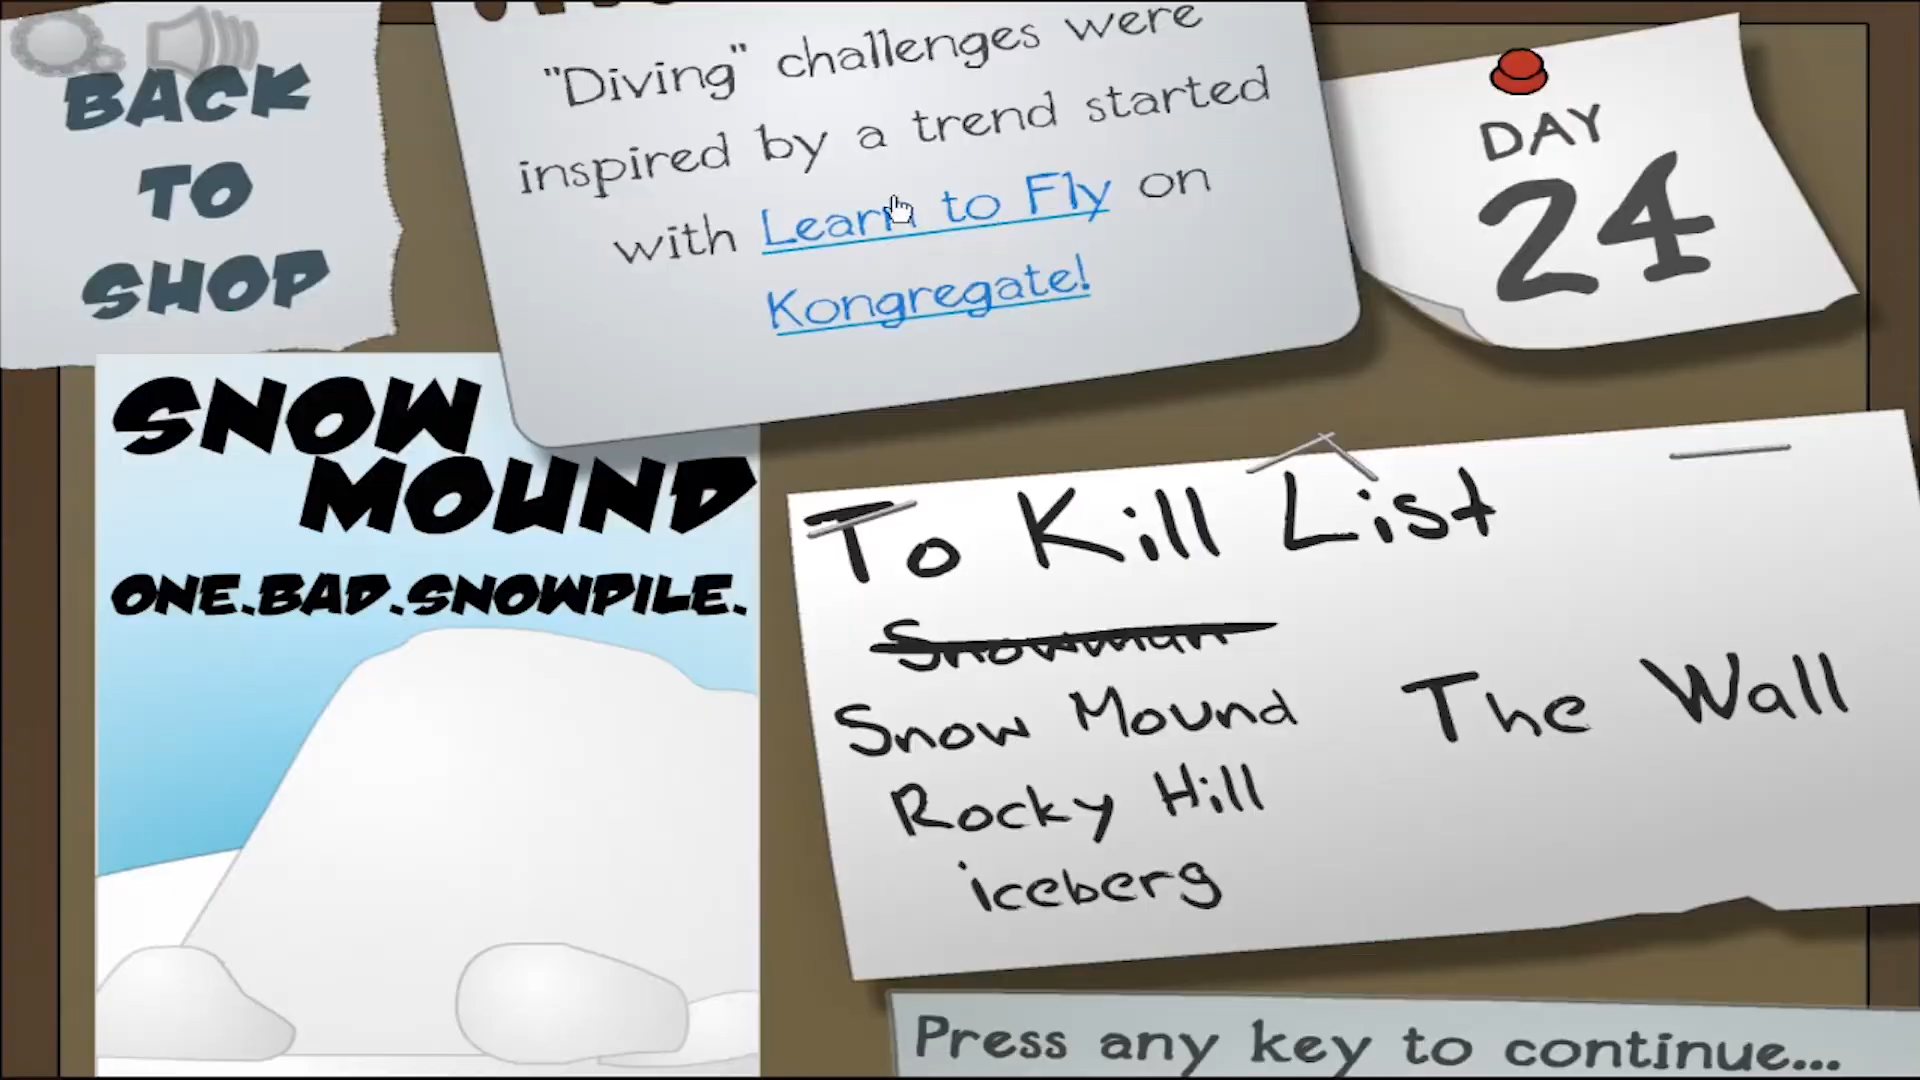 BACK
TO
SHOP
"Diving" challenges were
inspired by a trend started
with Learn to Fly on
Kongregate!
DAY
24
SNOW
MOUND
ONE.BAD.SNOWPILE.
To Kill List
Snowman
Snow Mound
Rocky Hill
iceberg
The Wall
Press any key to continue...